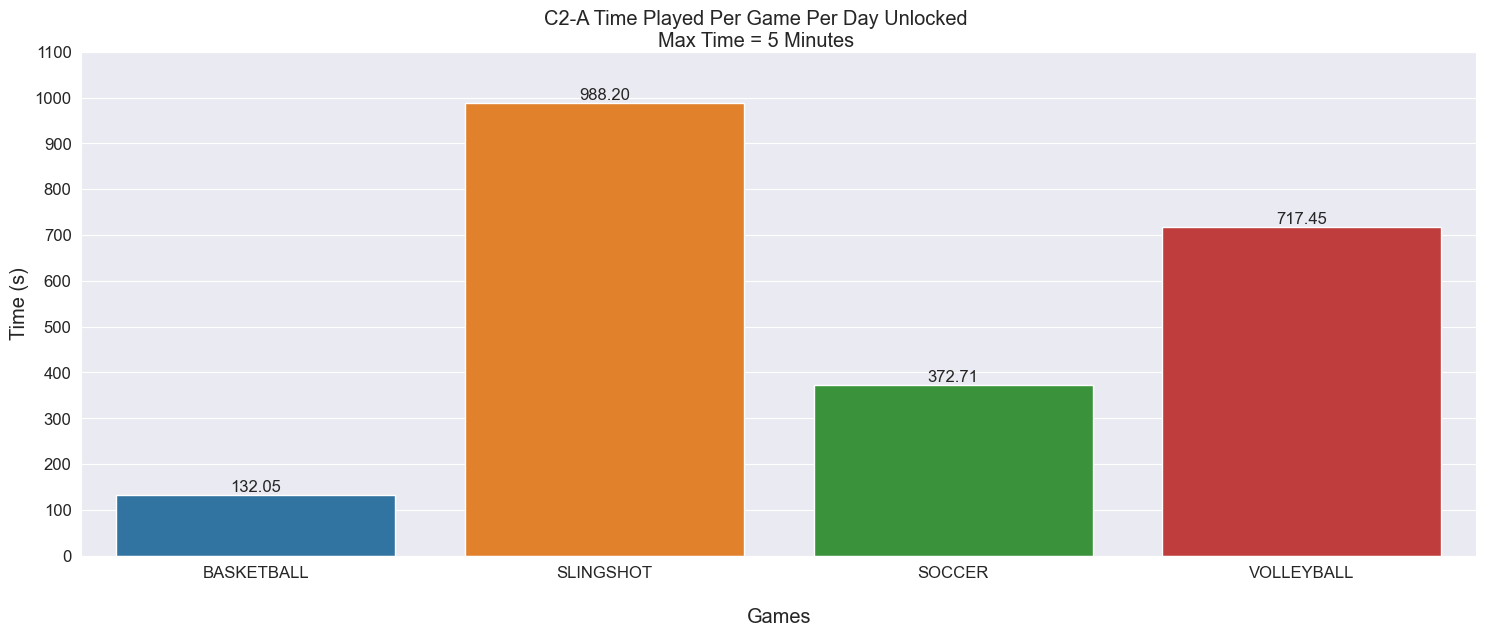 C2-A Time Played Per Game Per Day Unlocked
Max Time = 5 Minutes
1100
1000
900
800
700
600
500
400
300
200
100
0
Time (s)
132.05
988.20
372.71
717.45
BASKETBALL
SLINGSHOT
SOCCER
VOLLEYBALL
Games